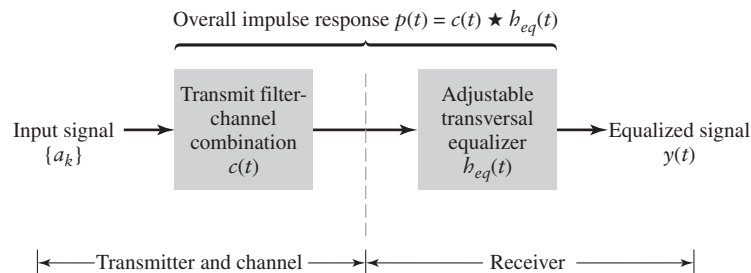 Overall impulse response p(t) = c(t) ★ h_eq(t)
Transmit filter-
channel
combination
c(t)
Adjustable
transversal
equalizer
h_eq(t)
Input signal
{a_k}
Equalized signal
y(t)
Transmitter and channel
Receiver